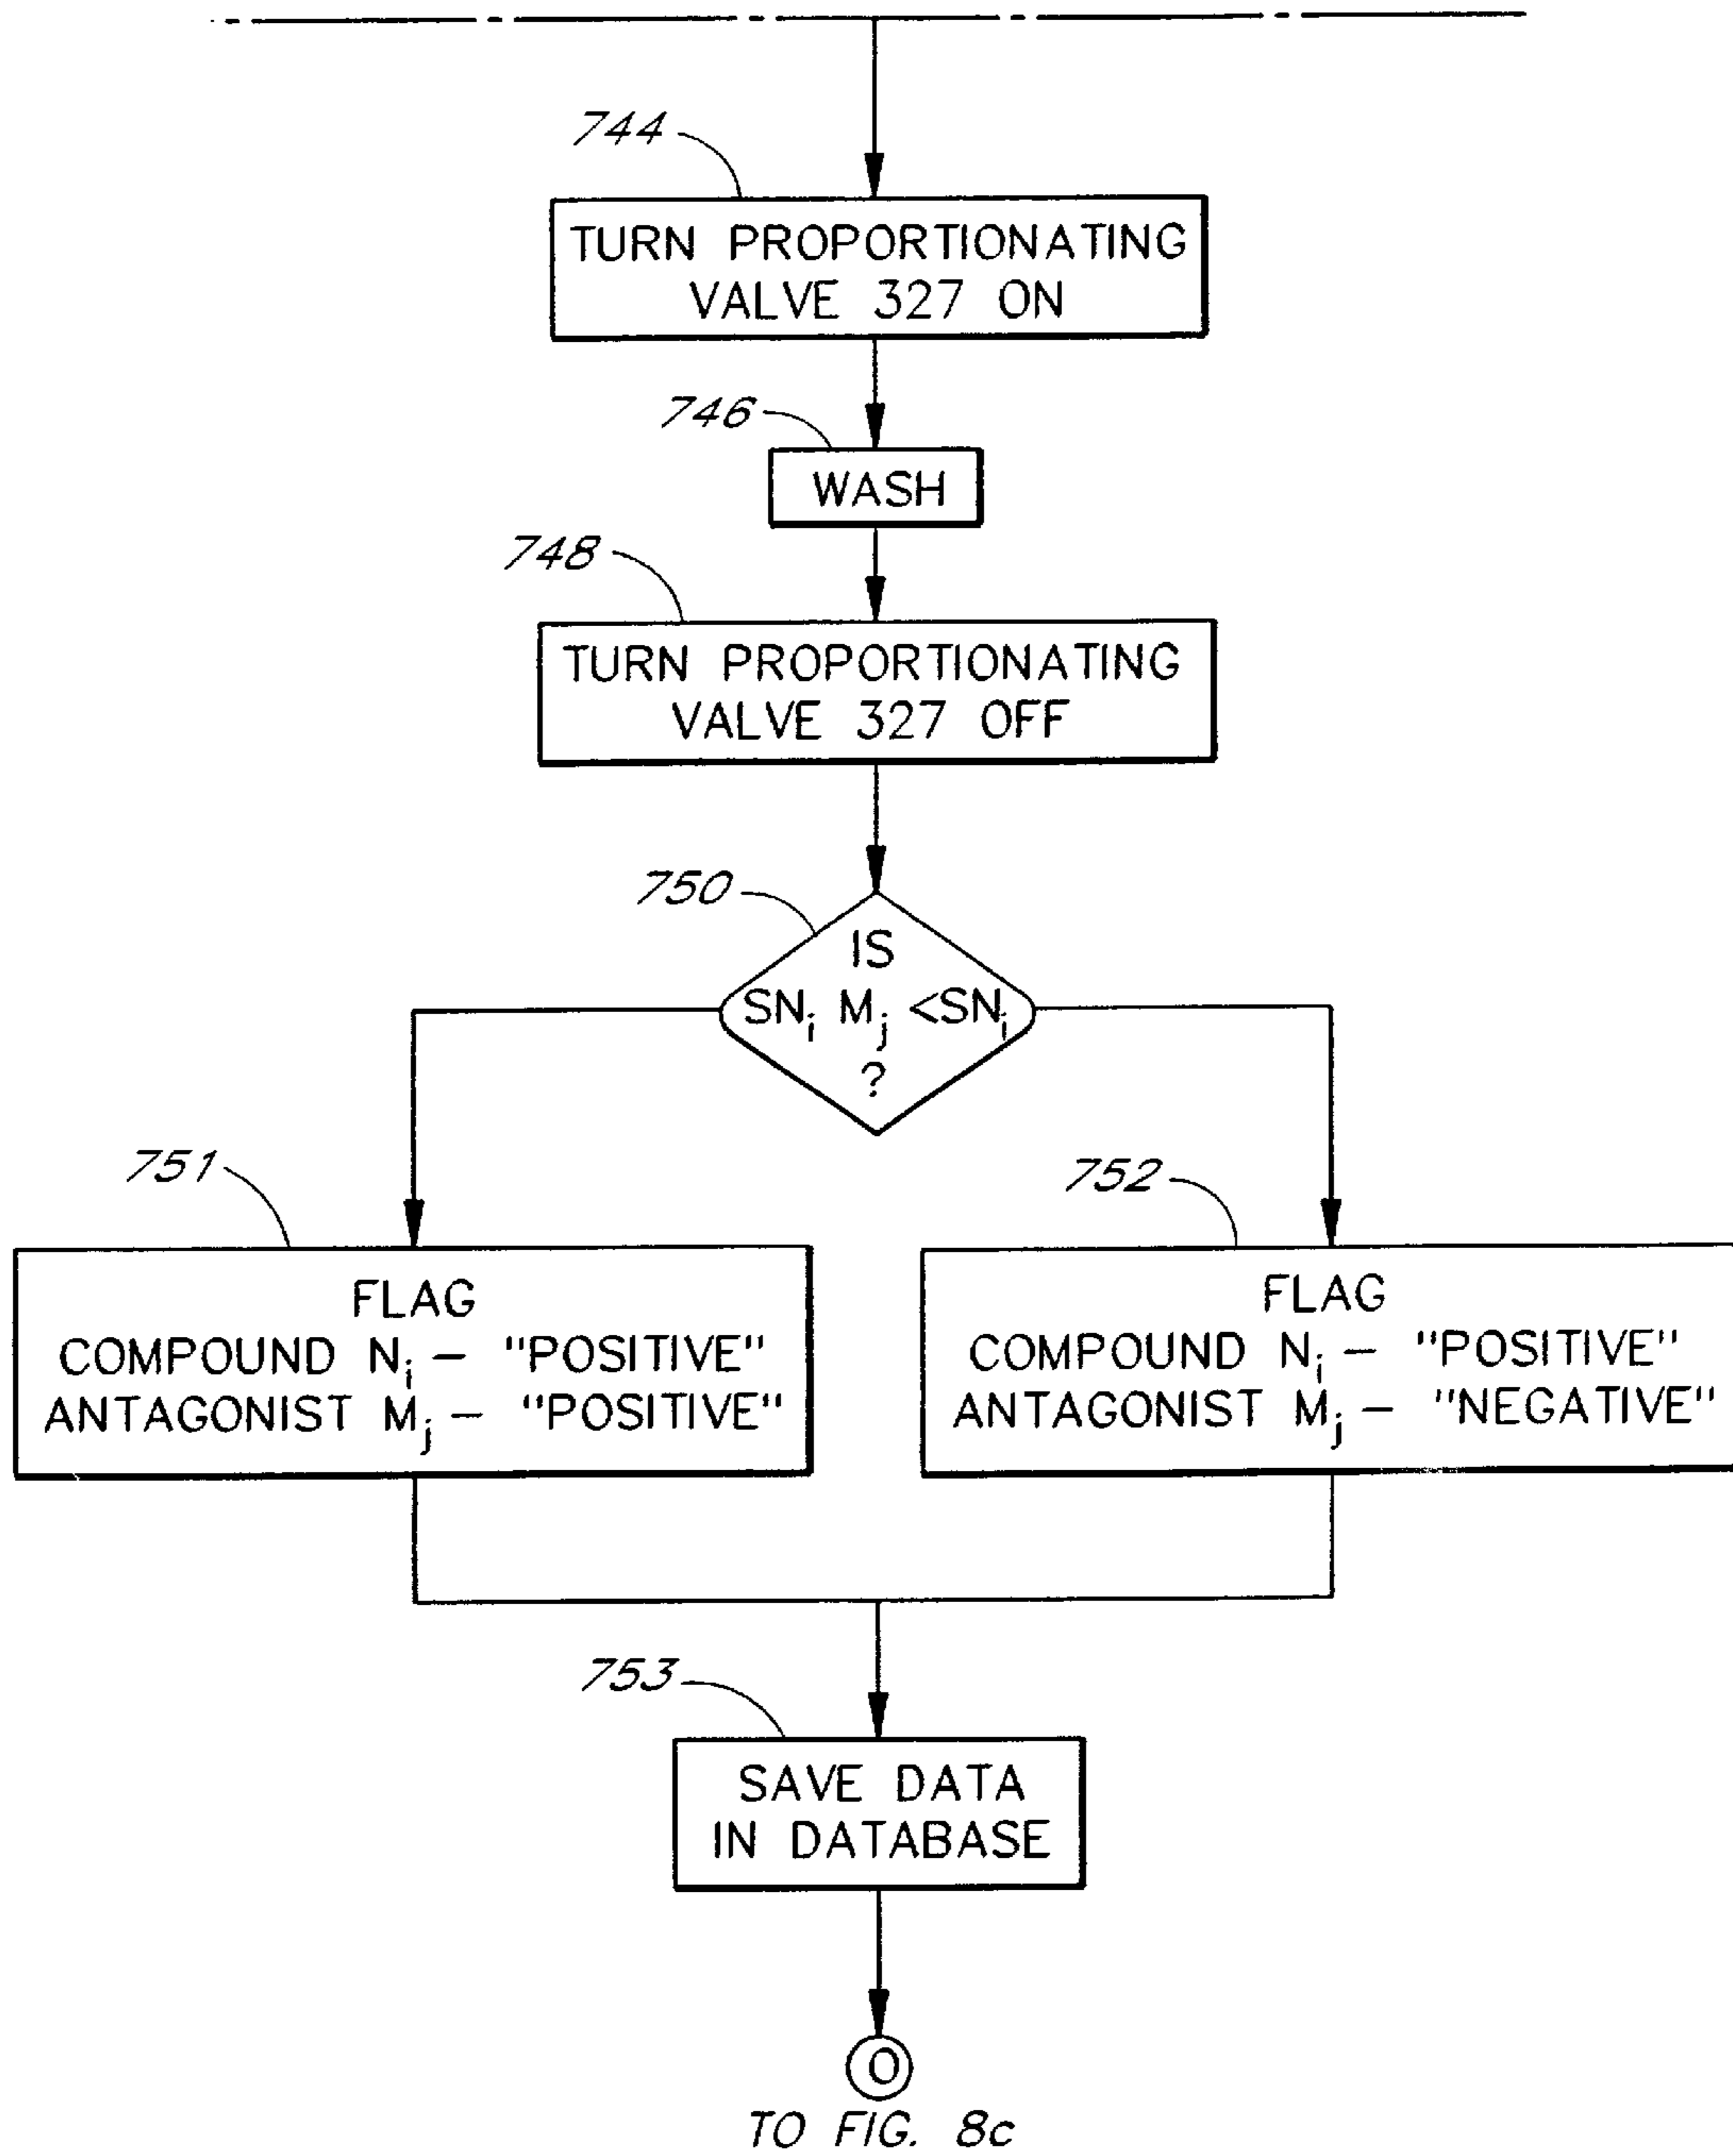 744
TURN PROPORTIONATING
VALVE 327 ON
746
WASH
748
TURN PROPORTIONATING
VALVE 327 OFF
750
IS
SNᵢ Mⱼ <SNᵢ
?
751
FLAG
COMPOUND Nᵢ – "POSITIVE"
ANTAGONIST Mⱼ – "POSITIVE"
752
FLAG
COMPOUND Nᵢ – "POSITIVE"
ANTAGONIST Mⱼ – "NEGATIVE"
753
SAVE DATA
IN DATABASE
O
TO FIG. 8c